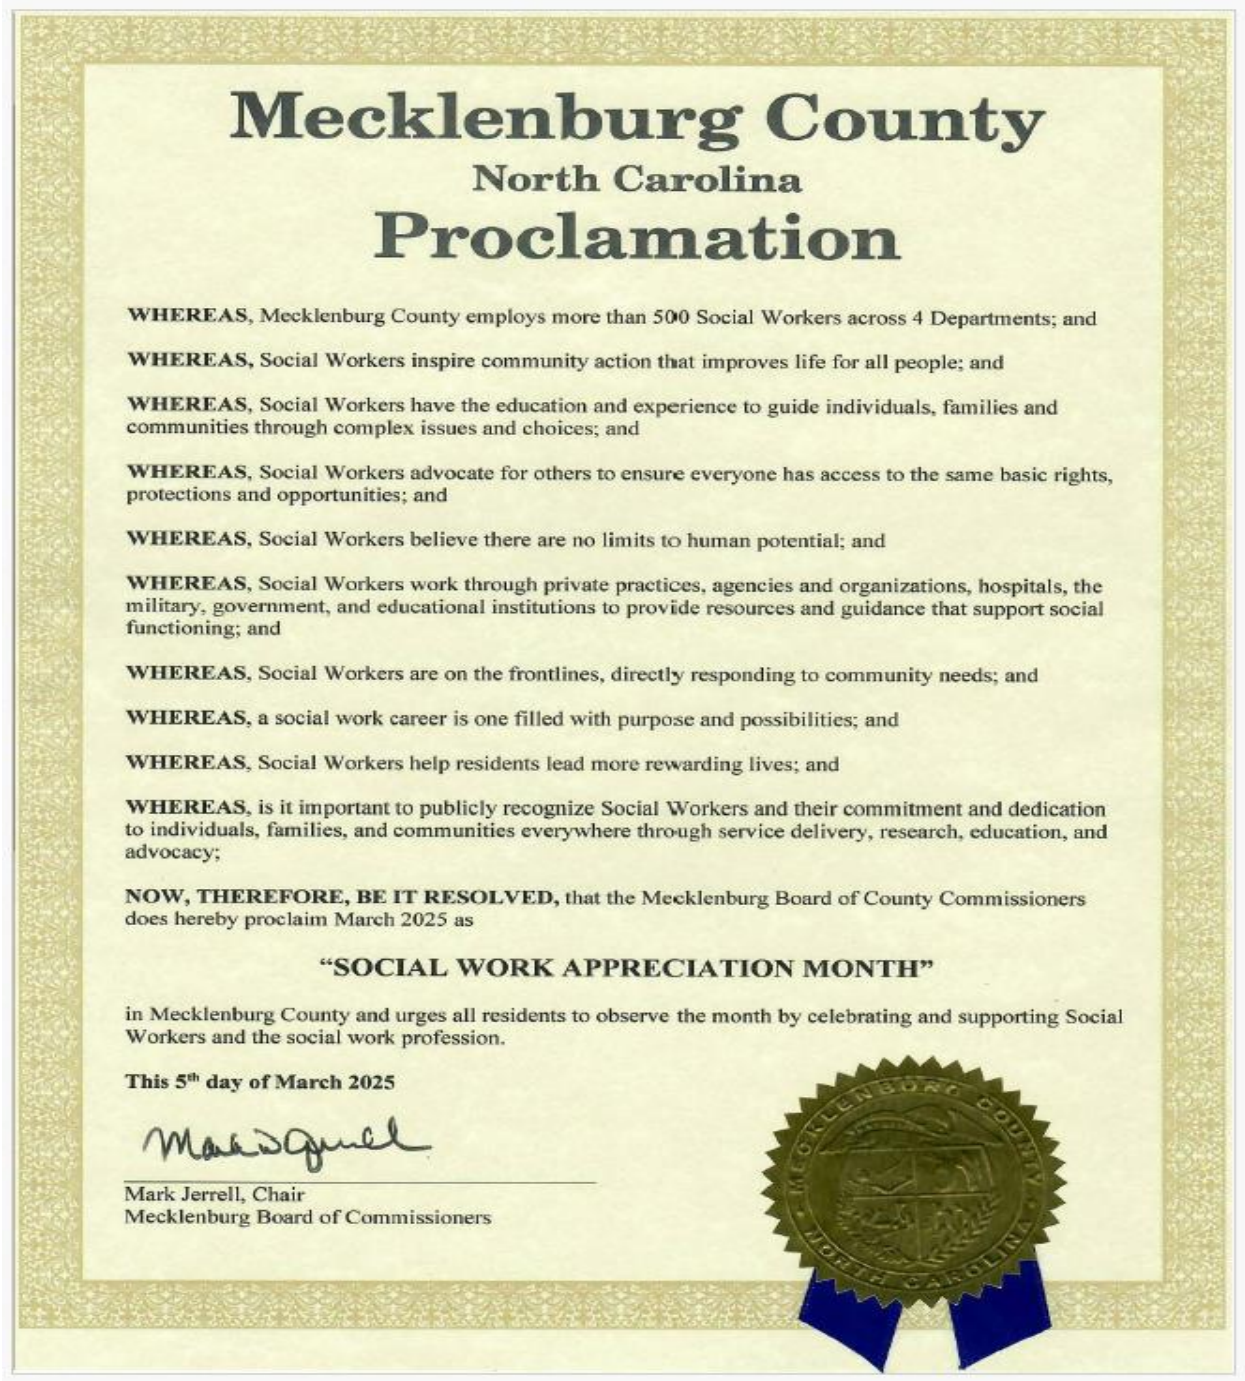 Mecklenburg County
North Carolina
Proclamation
WHEREAS, Mecklenburg County employs more than 500 Social Workers across 4 Departments; and
WHEREAS, Social Workers inspire community action that improves life for all people; and
WHEREAS, Social Workers have the education and experience to guide individuals, families and
communities through complex issues and choices; and
WHEREAS, Social Workers advocate for others to ensure everyone has access to the same basic rights,
protections and opportunities; and
WHEREAS, Social Workers believe there are no limits to human potential; and
WHEREAS, Social Workers work through private practices, agencies and organizations, hospitals, the
military, government, and educational institutions to provide resources and guidance that support social
functioning; and
WHEREAS, Social Workers are on the frontlines, directly responding to community needs; and
WHEREAS, a social work career is one filled with purpose and possibilities; and
WHEREAS, Social Workers help residents lead more rewarding lives; and
WHEREAS, is it important to publicly recognize Social Workers and their commitment and dedication
to individuals, families, and communities everywhere through service delivery, research, education, and
advocacy;
NOW, THEREFORE, BE IT RESOLVED, that the Mecklenburg Board of County Commissioners
does hereby proclaim March 2025 as
“SOCIAL WORK APPRECIATION MONTH”
in Mecklenburg County and urges all residents to observe the month by celebrating and supporting Social
Workers and the social work profession.
This 5th day of March 2025
Mark Jerrell, Chair
Mecklenburg Board of Commissioners
MECKLENBURG COUNTY
NORTH CAROLINA